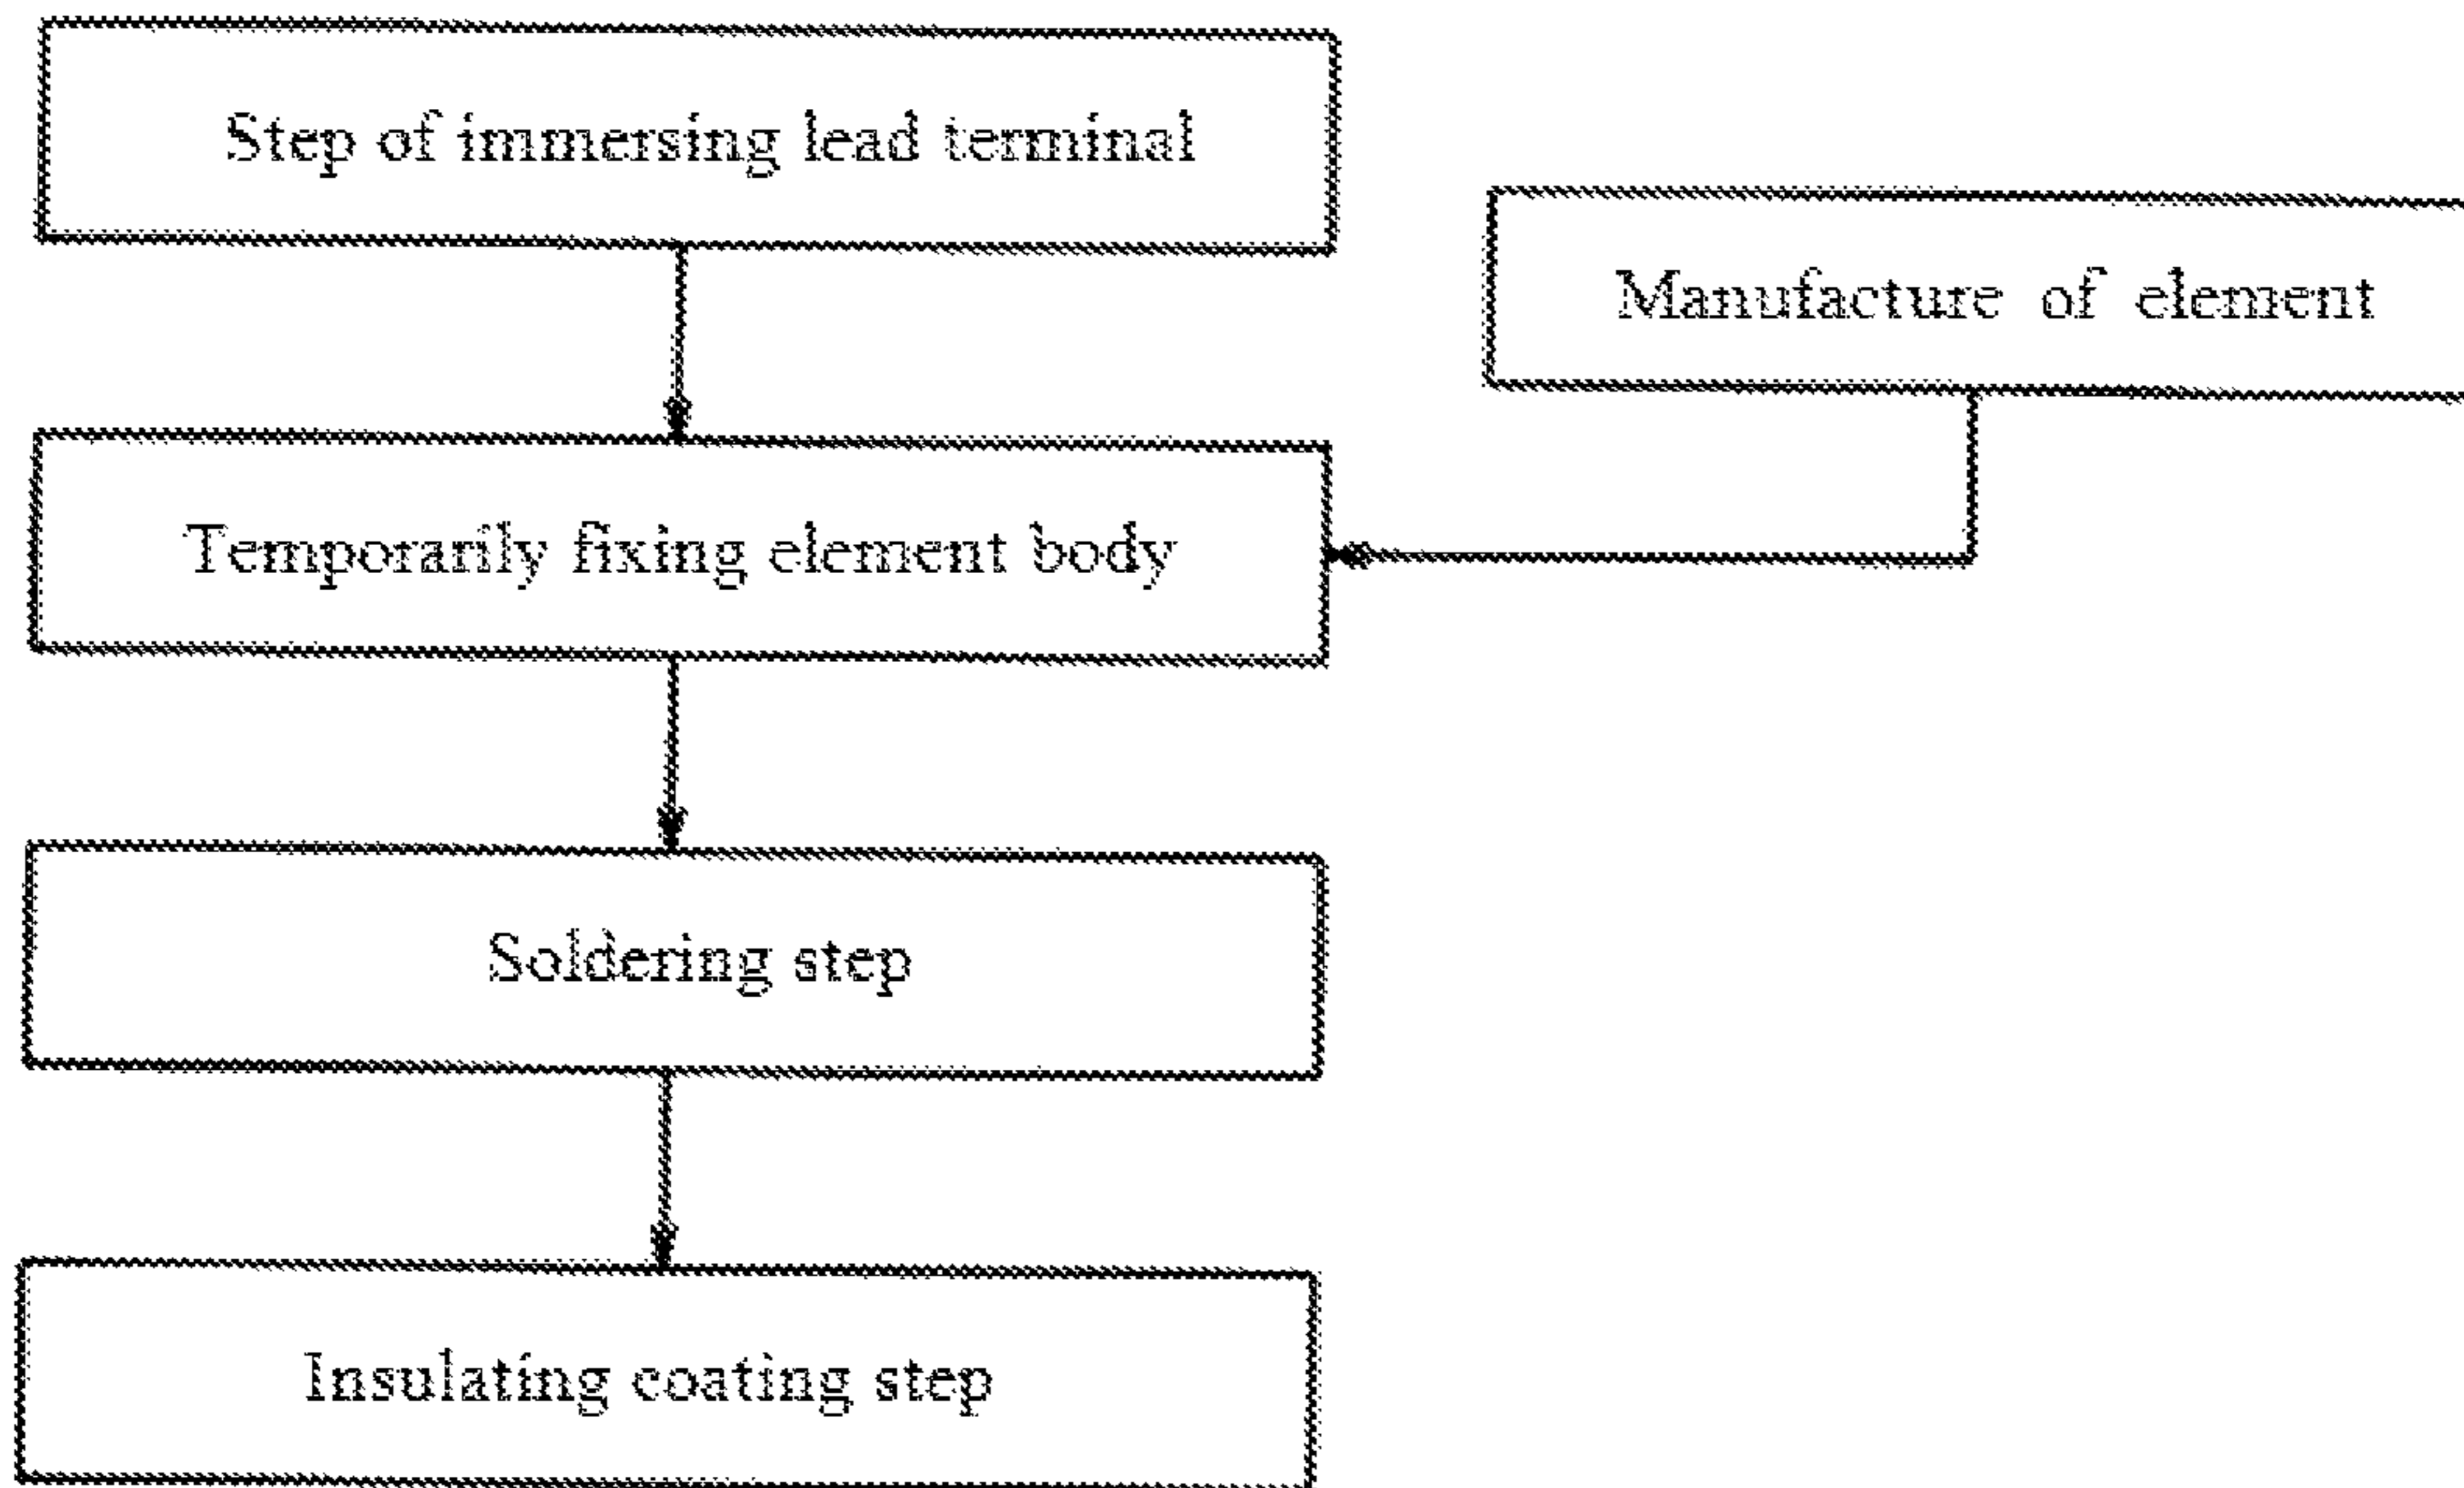 Step of immersing lead terminal
Manufacture of element
Temporarily fixing element body
Soldering step
Insulating coating step